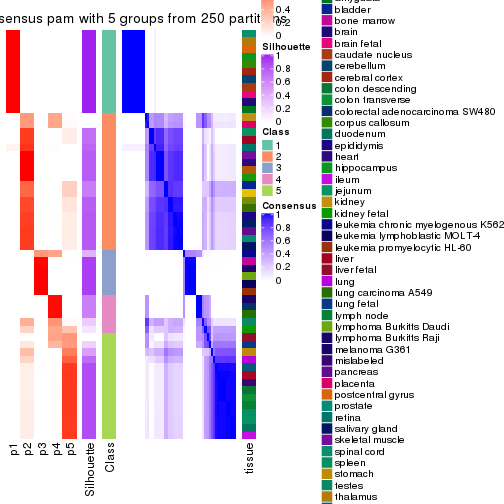 sensus pam with 5 groups from 250 partit
0.4
0.2
0
Silhouette
1
0.8
0.6
0.4
0.2
0
Class
1
2
3
4
5
Consensus
1
0.8
0.6
0.4
0.2
0
p1
p2
p3
p4
p5
Silhouette
Class
tissue
bladder
bone marrow
brain
brain fetal
caudate nucleus
cerebellum
cerebral cortex
colon descending
colon transverse
colorectal adenocarcinoma SW480
corpus callosum
duodenum
epididymis
heart
hippocampus
ileum
jejunum
kidney
kidney fetal
leukemia chronic myelogenous K562
leukemia lymphoblastic MOLT-4
leukemia promyelocytic HL-60
liver
liver fetal
lung
lung carcinoma A549
lung fetal
lymph node
lymphoma Burkitts Daudi
lymphoma Burkitts Raji
melanoma G361
mislabeled
pancreas
placenta
postcentral gyrus
prostate
retina
salivary gland
skeletal muscle
spinal cord
spleen
stomach
testes
thalamus